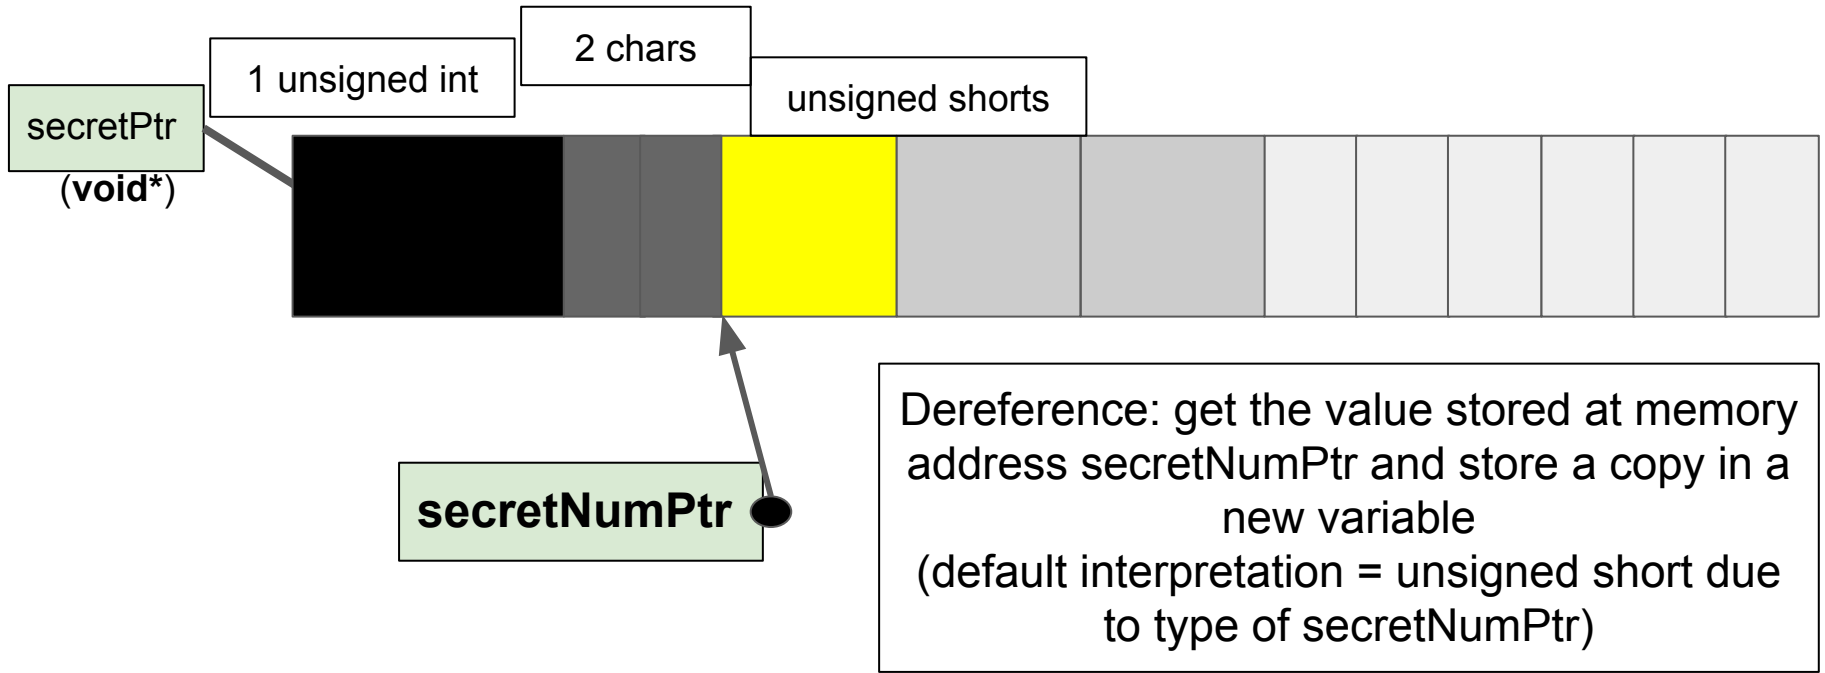 2 chars
1 unsigned int
unsigned shorts
secretPtr
(void*)
secretNumPtr
Dereference: get the value stored at memory
address secretNumPtr and store a copy in a
new variable
(default interpretation = unsigned short due
to type of secretNumPtr)